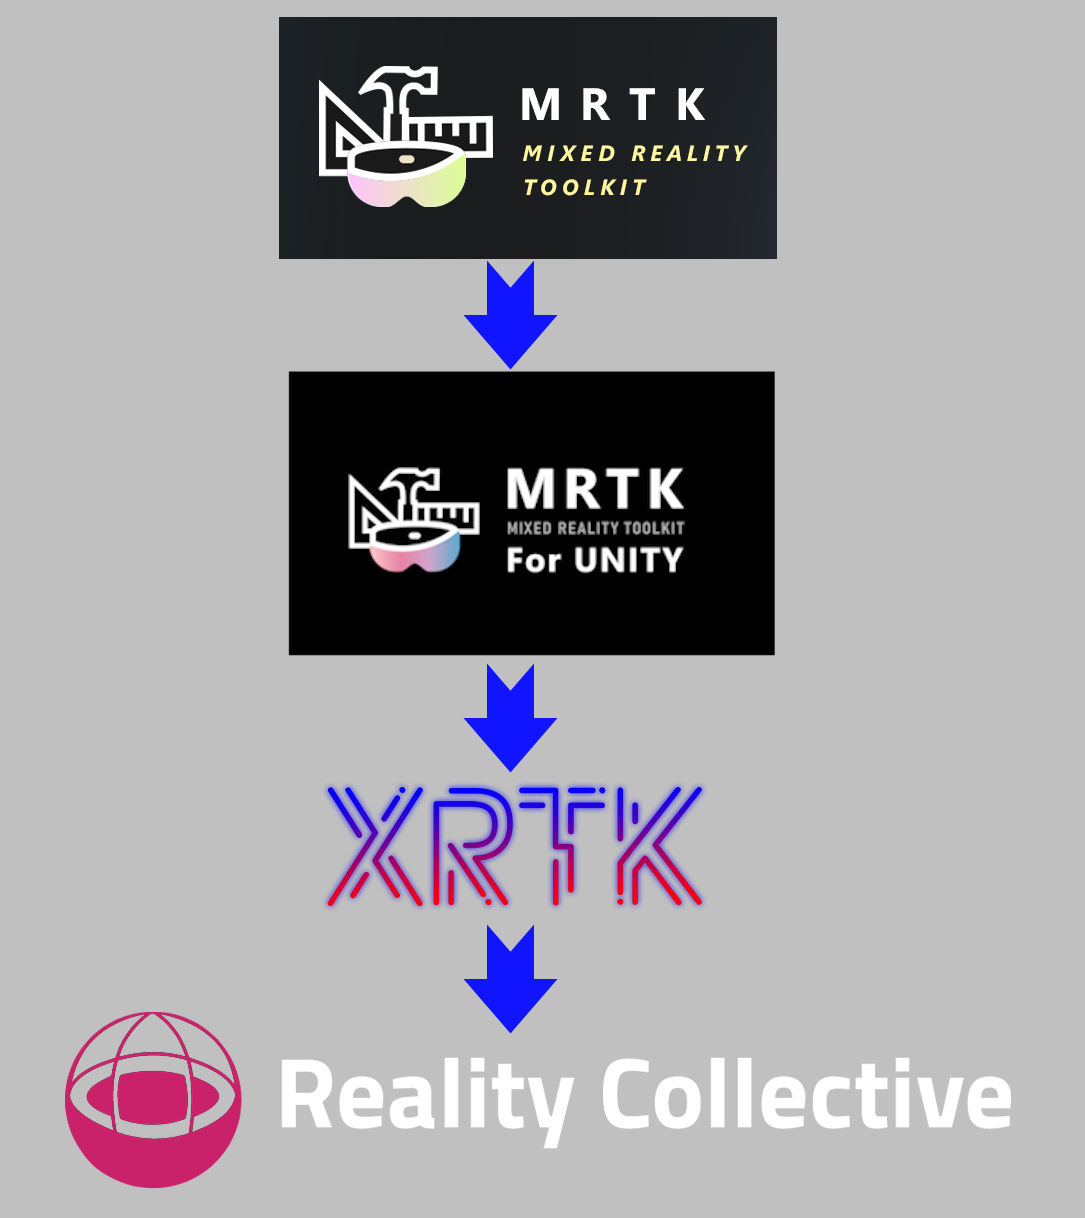 MRTK
MIXED REALITY
TOOLKIT
MRTK
MIXED REALITY TOOLKIT
For UNITY
XRTK
Reality Collective